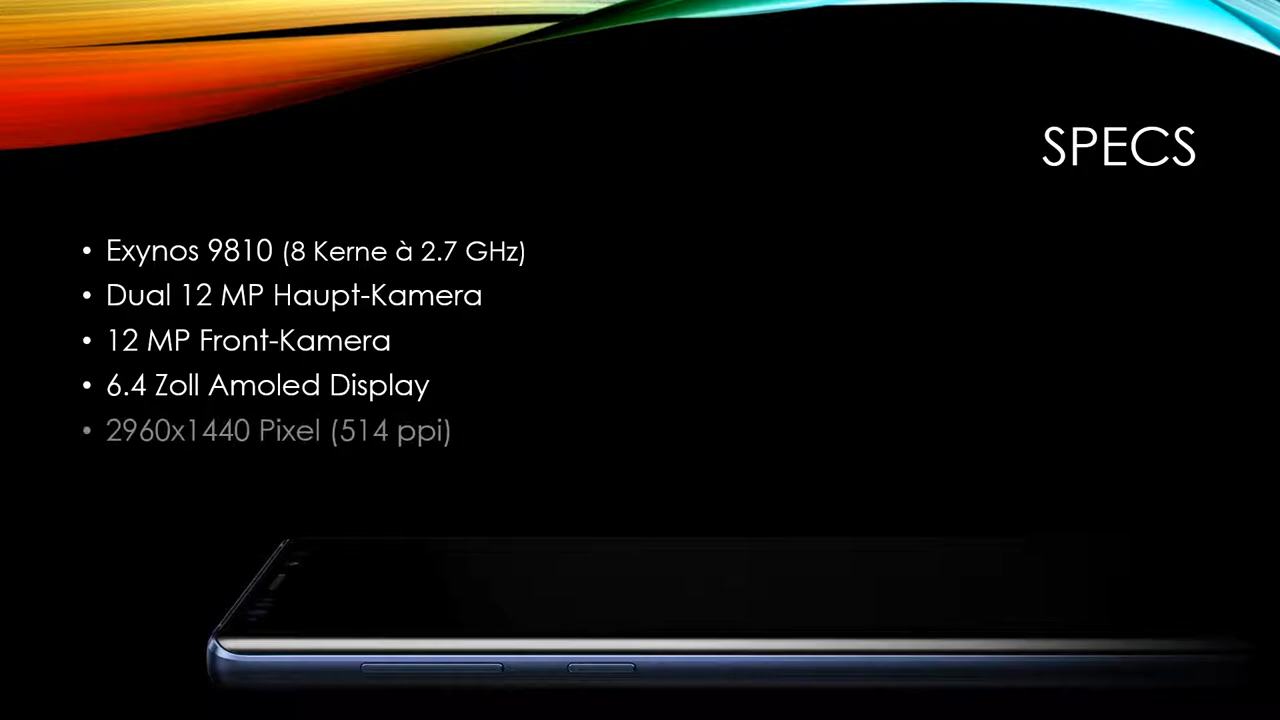 SPECS
• Exynos 9810 (8 Kerne à 2.7 GHz)
• Dual 12 MP Haupt-Kamera
• 12 MP Front-Kamera
• 6.4 Zoll Amoled Display
• 2960x1440 Pixel (514 ppi)